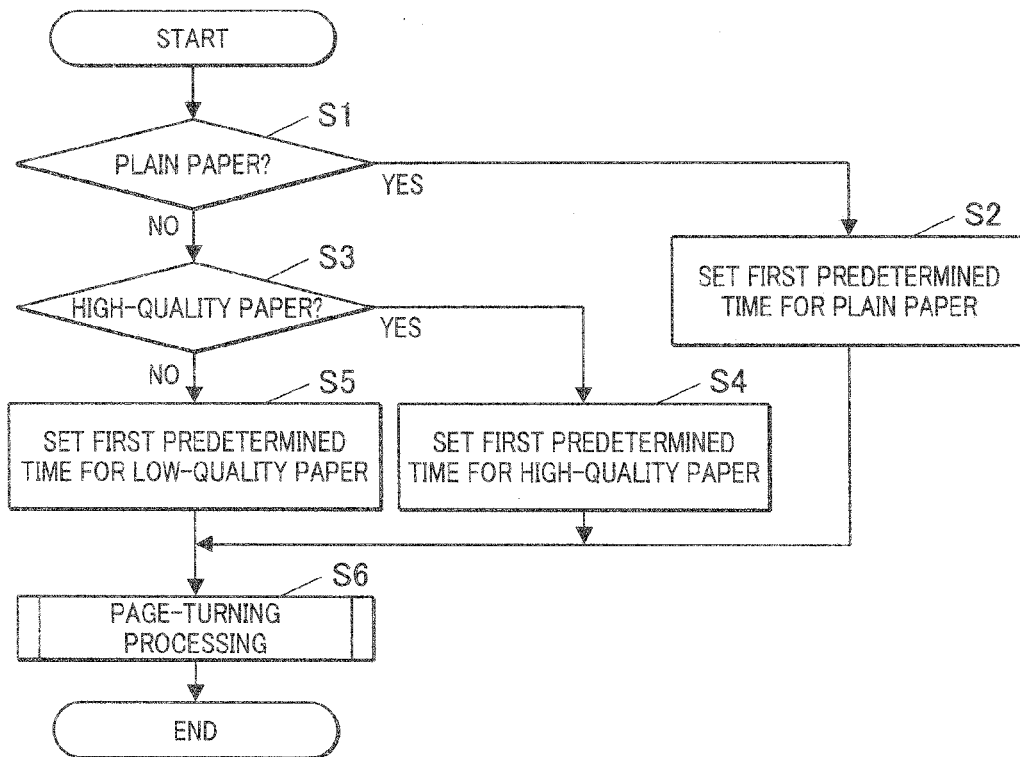 START
S1
PLAIN PAPER?
YES
NO
S2
SET FIRST PREDETERMINED
TIME FOR PLAIN PAPER
S3
HIGH-QUALITY PAPER?
YES
NO
S5
SET FIRST PREDETERMINED
TIME FOR LOW-QUALITY PAPER
S4
SET FIRST PREDETERMINED
TIME FOR HIGH-QUALITY PAPER
S6
PAGE-TURNING
PROCESSING
END